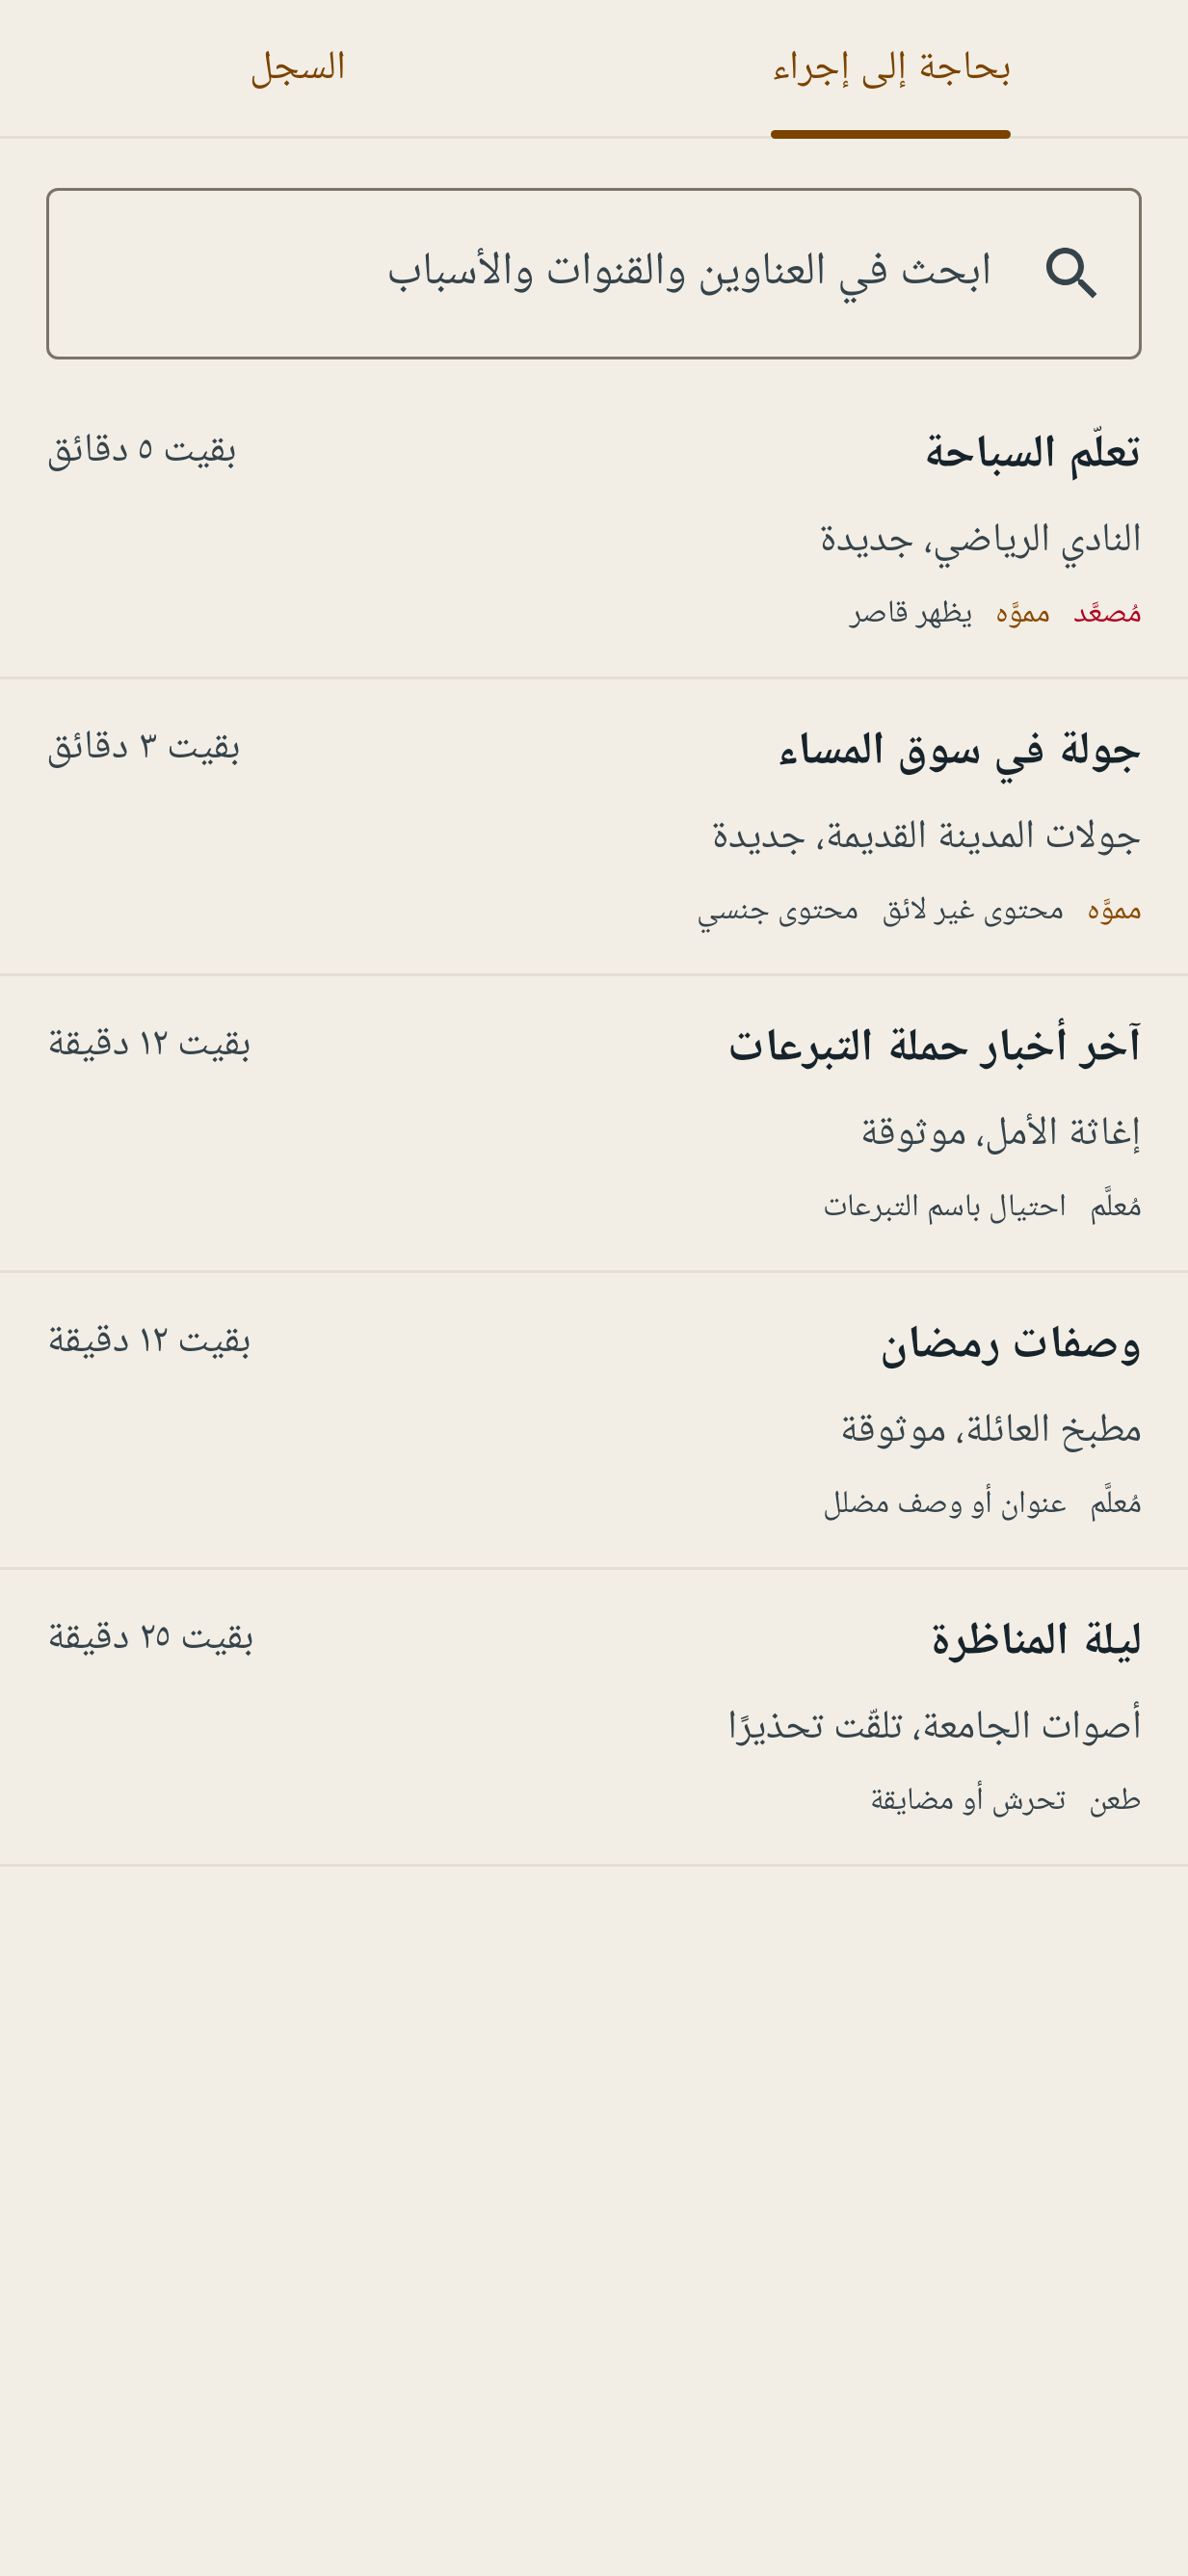 بحاجة إلى إجراء
السجل
ابحث في العناوين والقنوات والأسباب
تعلّم السباحة
بقيت ٥ دقائق
النادي الرياضي، جديدة
مُصعَّد مموَّه يظهر قاصر
جولة في سوق المساء
بقيت ٣ دقائق
جولات المدينة القديمة، جديدة
مموَّه محتوى غير لائق محتوى جنسي
آخر أخبار حملة التبرعات
بقيت ١٢ دقيقة
إغاثة الأمل، موثوقة
مُعلَّم احتيال باسم التبرعات
وصفات رمضان
بقيت ١٢ دقيقة
مطبخ العائلة، موثوقة
مُعلَّم عنوان أو وصف مضلل
ليلة المناظرة
بقيت ٢٥ دقيقة
أصوات الجامعة، تلقّت تحذيرًا
طعن تحرش أو مضايقة